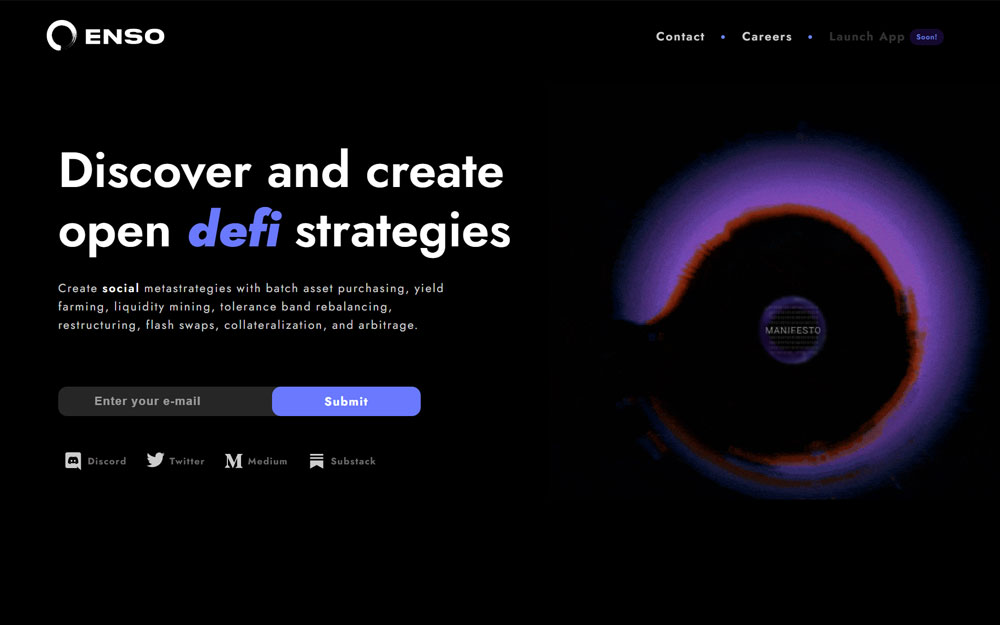 ENSO
Contact • Careers • Launch App Soon!
Discover and create
open defi strategies
Create social metastrategies with batch asset purchasing, yield
farming, liquidity mining, tolerance band rebalancing,
restructuring, flash swaps, collateralization, and arbitrage.
MANIFESTO
Enter your e-mail
Submit
Discord
Twitter
Medium
Substack